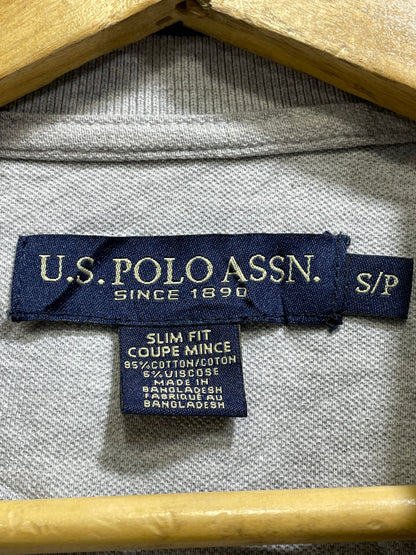 U.S. POLO ASSN.
SINCE 1890
S/P
SLIM FIT
COUPE MINCE
95% COTTON/COTON
5% VISCOSE
MADE IN
BANGLADESH
FABRIQUÉ AU
BANGLADESH